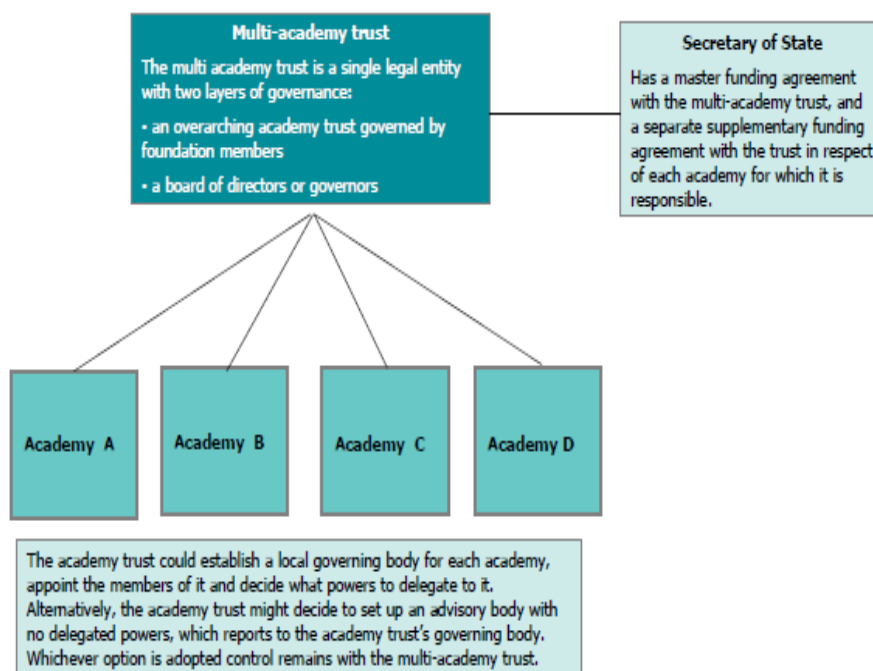 Multi-academy trust
The multi academy trust is a single legal entity
with two layers of governance:
• an overarching academy trust governed by
foundation members
• a board of directors or governors
Secretary of State
Has a master funding agreement
with the multi-academy trust, and
a separate supplementary funding
agreement with the trust in respect
of each academy for which it is
responsible.
Academy A
Academy B
Academy C
Academy D
The academy trust could establish a local governing body for each academy,
appoint the members of it and decide what powers to delegate to it.
Alternatively, the academy trust might decide to set up an advisory body with
no delegated powers, which reports to the academy trust's governing body.
Whichever option is adopted control remains with the multi-academy trust.